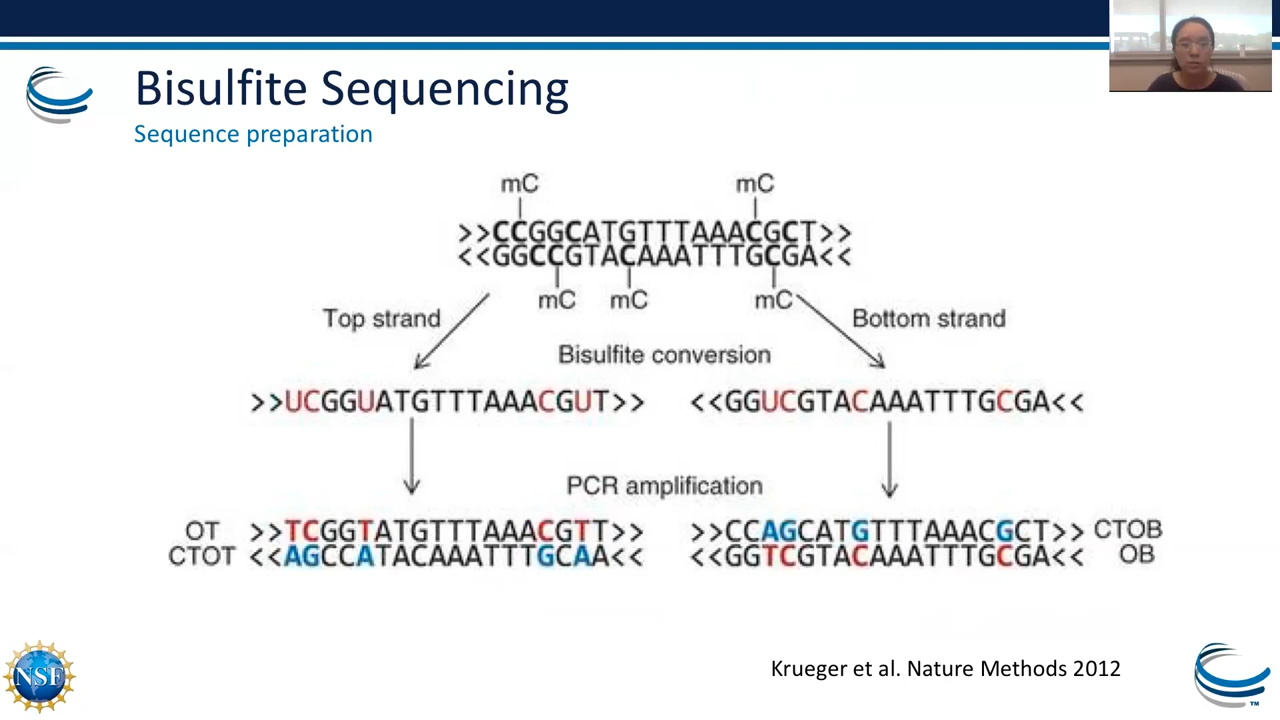 Bisulfite Sequencing
Sequence preparation
mC mC
>>CCGGCATGTTTAAACGCT>>
<<GGCCGTACAAATTTGCGA<<
mC mC mC
Top strand Bottom strand
Bisulfite conversion
>>UCGGUATGTTTAAACGUT>> <<GGUCGTACAAATTTGCGA<<
PCR amplification
OT >>TCGGTATGTTTAAACGTT>> >>CCAGCATGTTTAAACGCT>> CTOB
CTOT <<AGCCATACAAATTTGCAA<< <<GGTCGTACAAATTTGCGA<< OB
Krueger et al. Nature Methods 2012
NSF
TM